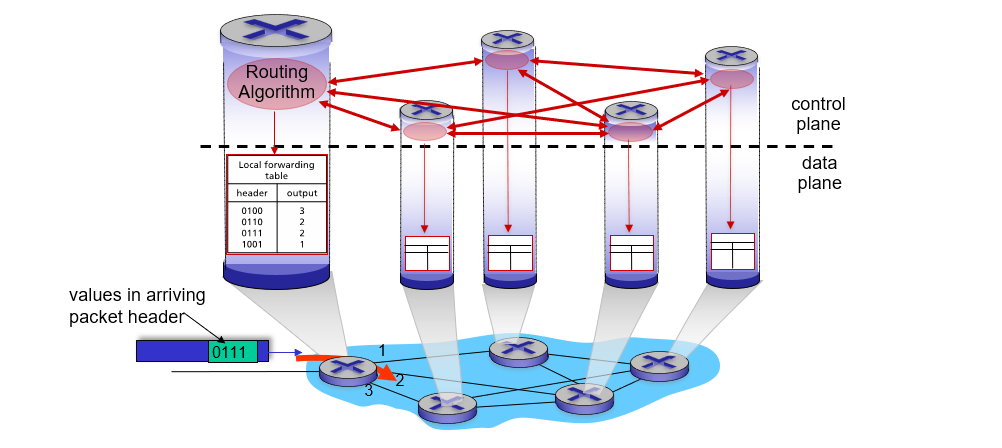 Routing
Algorithm
control
plane
data
plane
Local forwarding
table
header output
0100 3
0110 2
0111 2
1001 1
values in arriving
packet header
0111
1
2
3